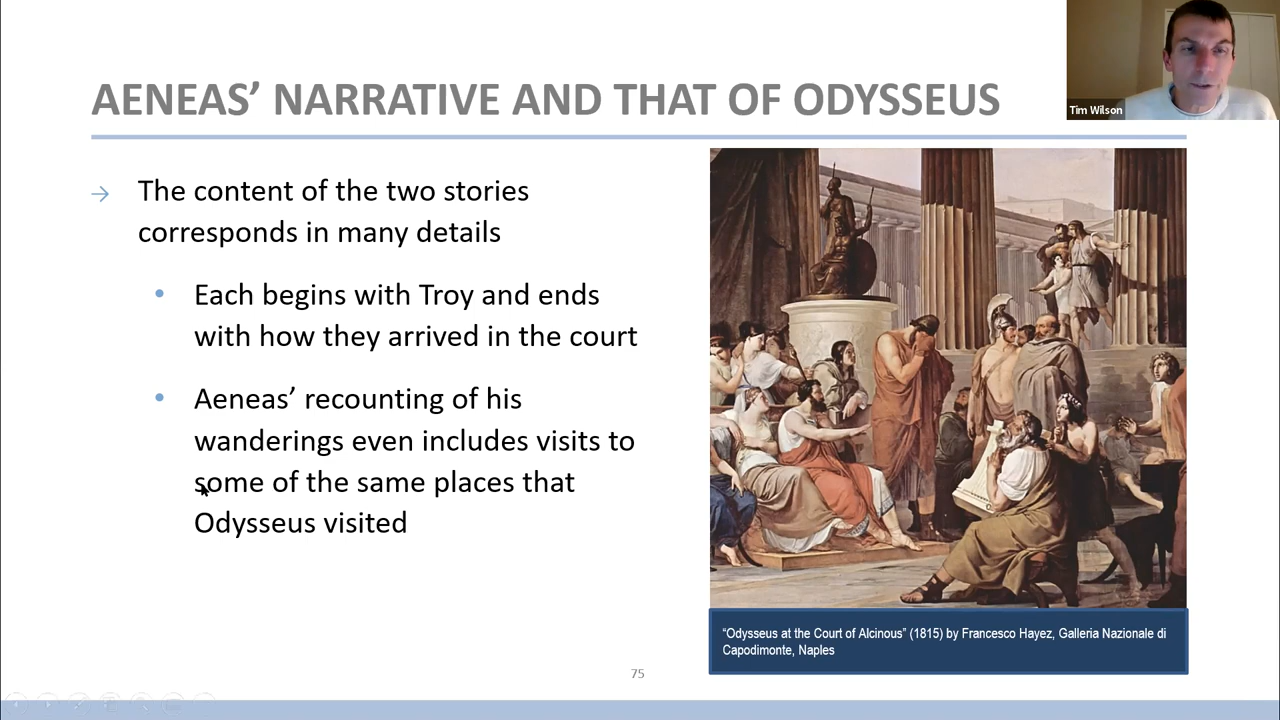 AENEAS’ NARRATIVE AND THAT OF ODYSSEUS
Tim Wilson
→ The content of the two stories
corresponds in many details
• Each begins with Troy and ends
with how they arrived in the court
• Aeneas’ recounting of his
wanderings even includes visits to
some of the same places that
Odysseus visited
“Odysseus at the Court of Alcinous” (1815) by Francesco Hayez, Galleria Nazionale di
Capodimonte, Naples
75